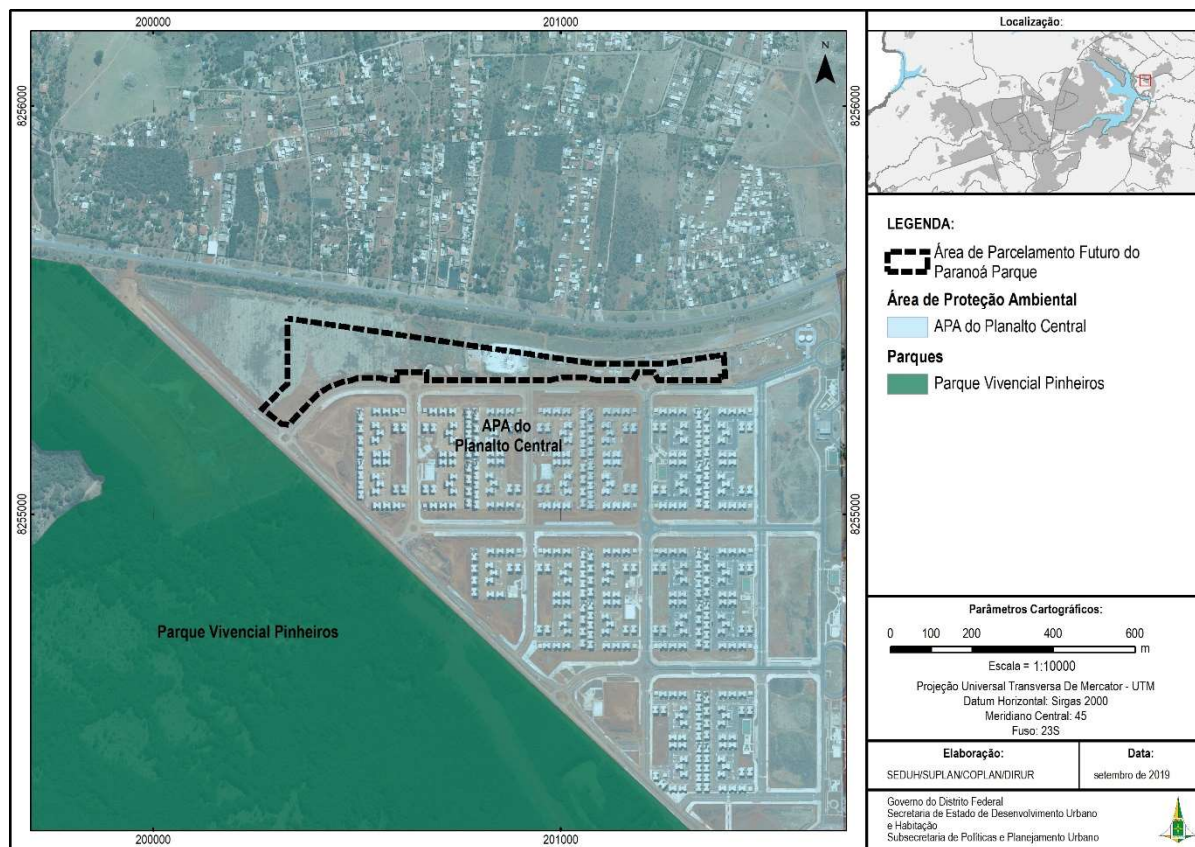 200000
201000
8256000
8256000
8255000
8255000
N
APA do
Planalto Central
Parque Vivencial Pinheiros
200000
201000
Localização:
LEGENDA:
Área de Parcelamento Futuro do
Paranoá Parque
Área de Proteção Ambiental
APA do Planalto Central
Parques
Parque Vivencial Pinheiros
Parâmetros Cartográficos:
0 100 200 400 600
m
Escala = 1:10000
Projeção Universal Transversa De Mercator - UTM
Datum Horizontal: Sirgas 2000
Meridiano Central: 45
Fuso: 23S
Elaboração:
SEDUH/SUPLAN/COPLAN/DIRUR
Data:
setembro de 2019
Governo do Distrito Federal
Secretaria de Estado de Desenvolvimento Urbano
e Habitação
Subsecretaria de Políticas e Planejamento Urbano